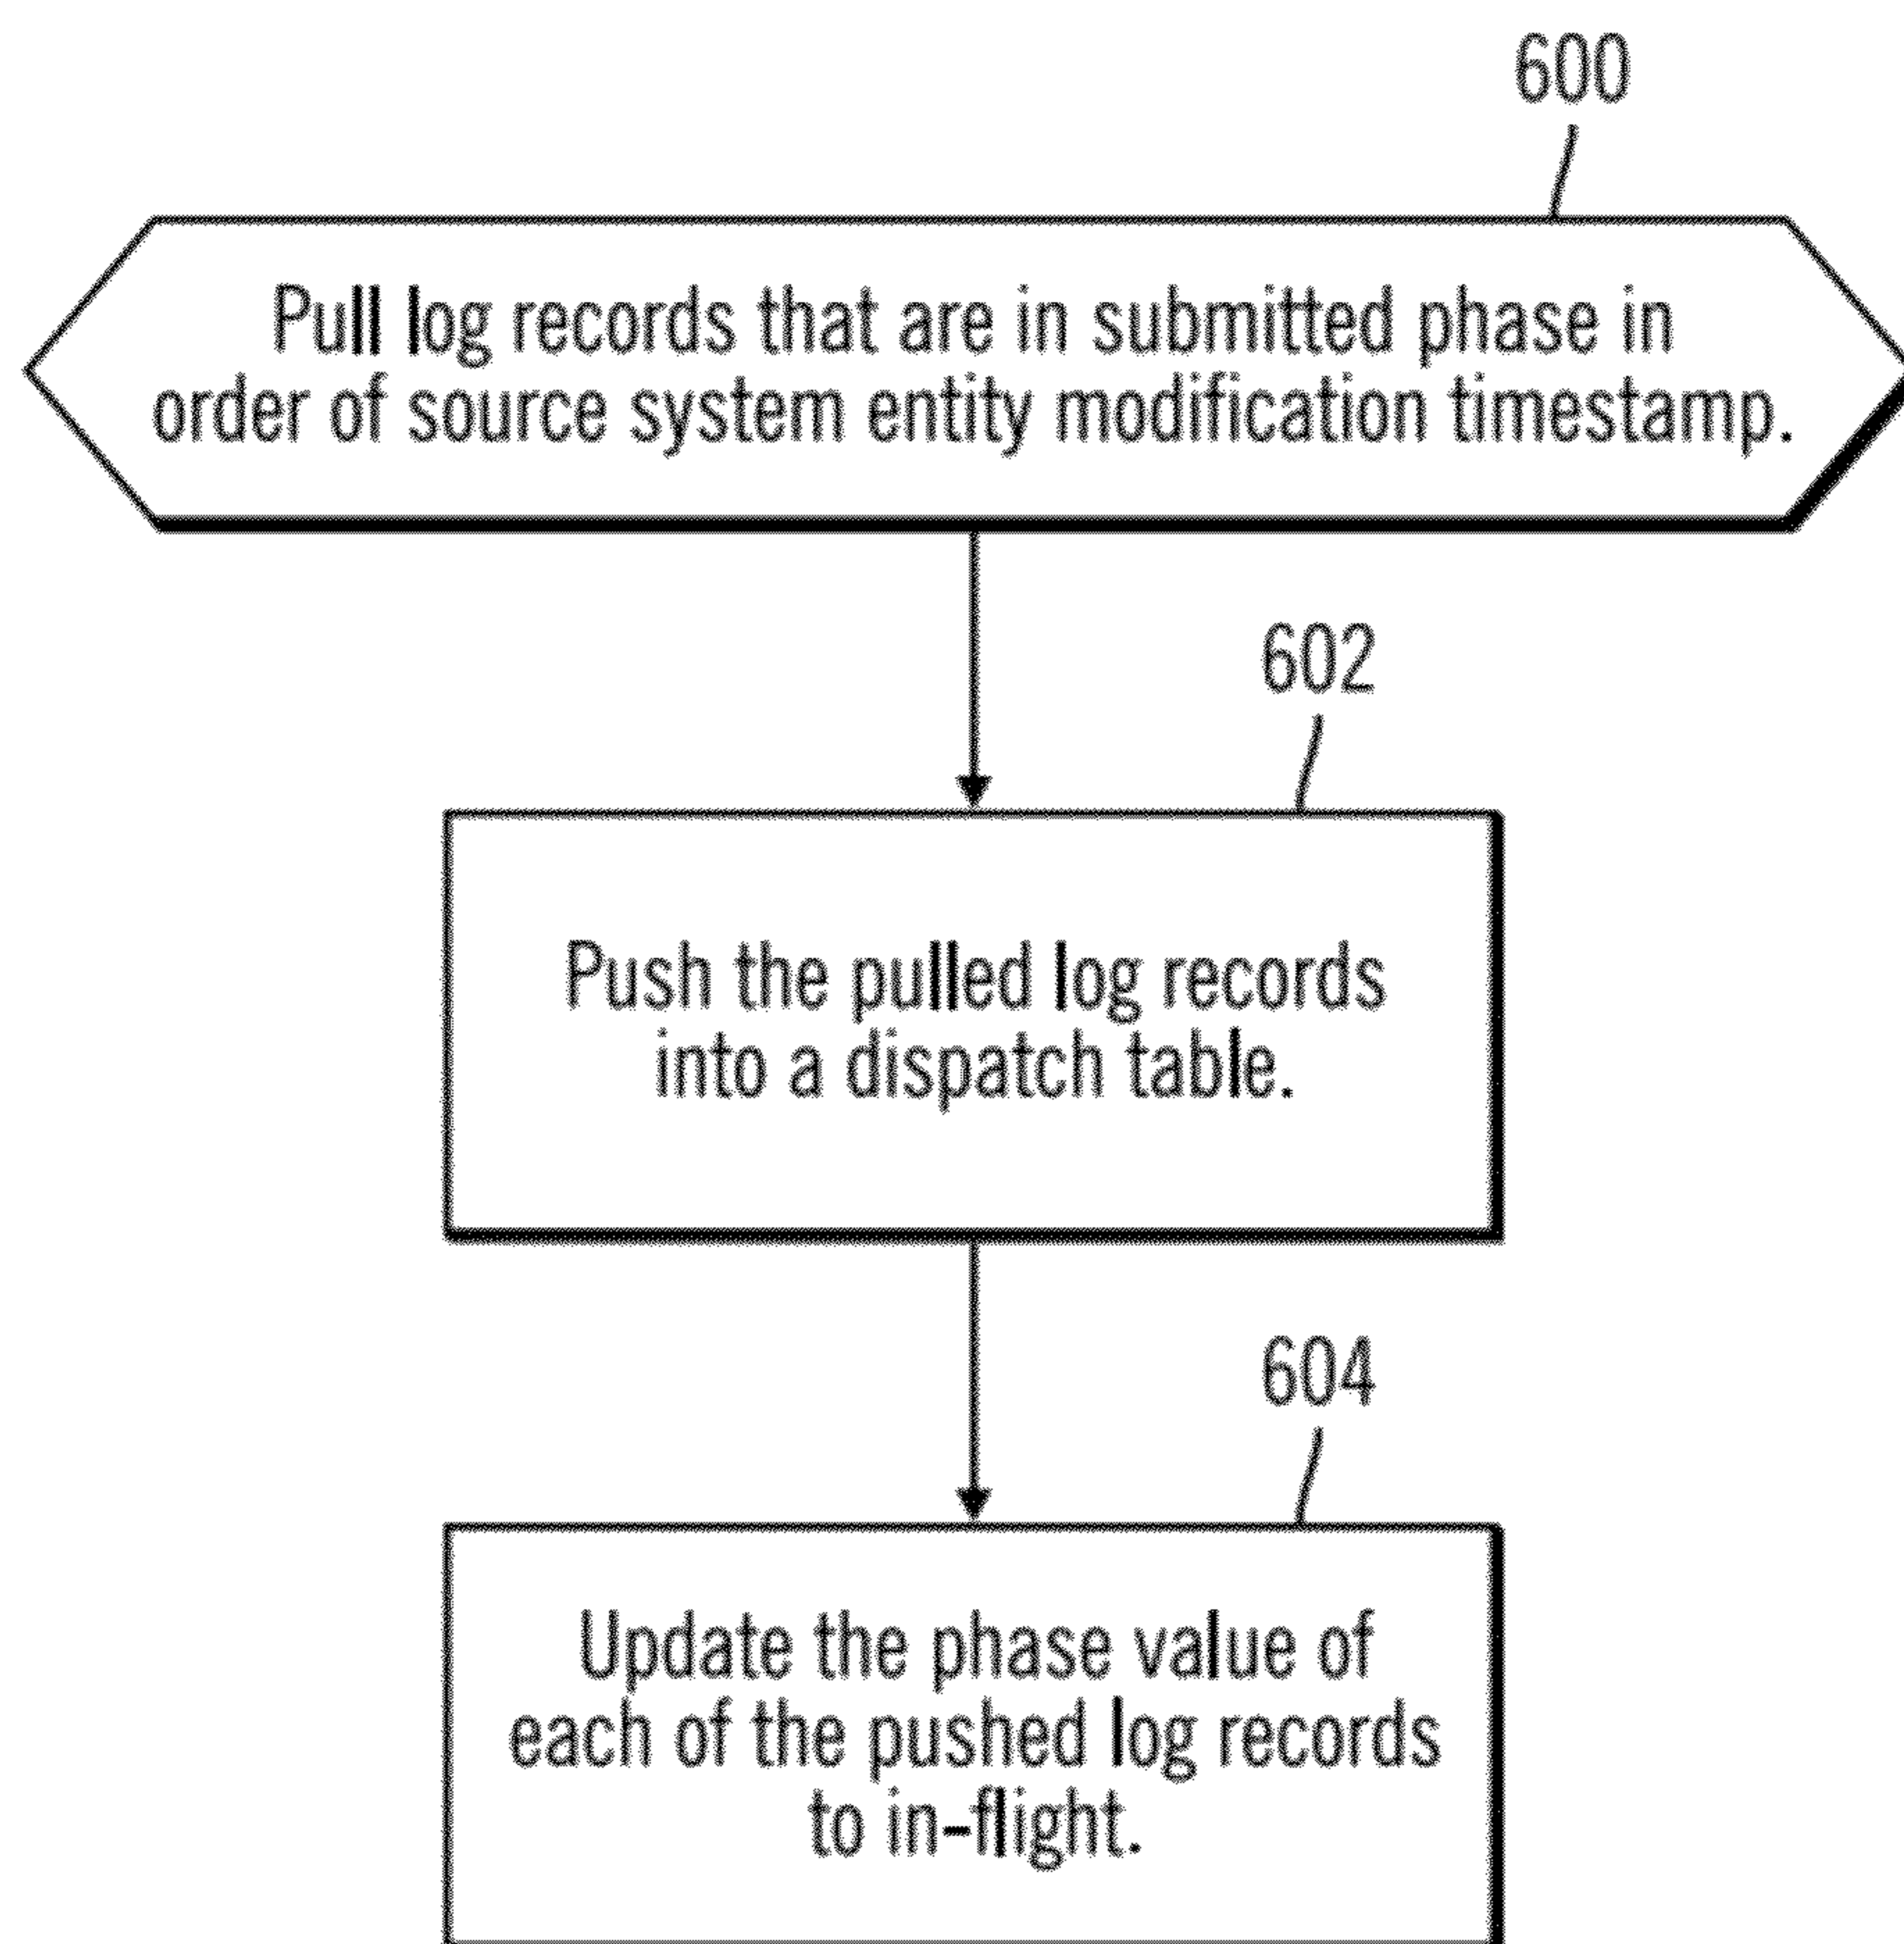 600
Pull log records that are in submitted phase in
order of source system entity modification timestamp.
602
Push the pulled log records
into a dispatch table.
604
Update the phase value of
each of the pushed log records
to in-flight.